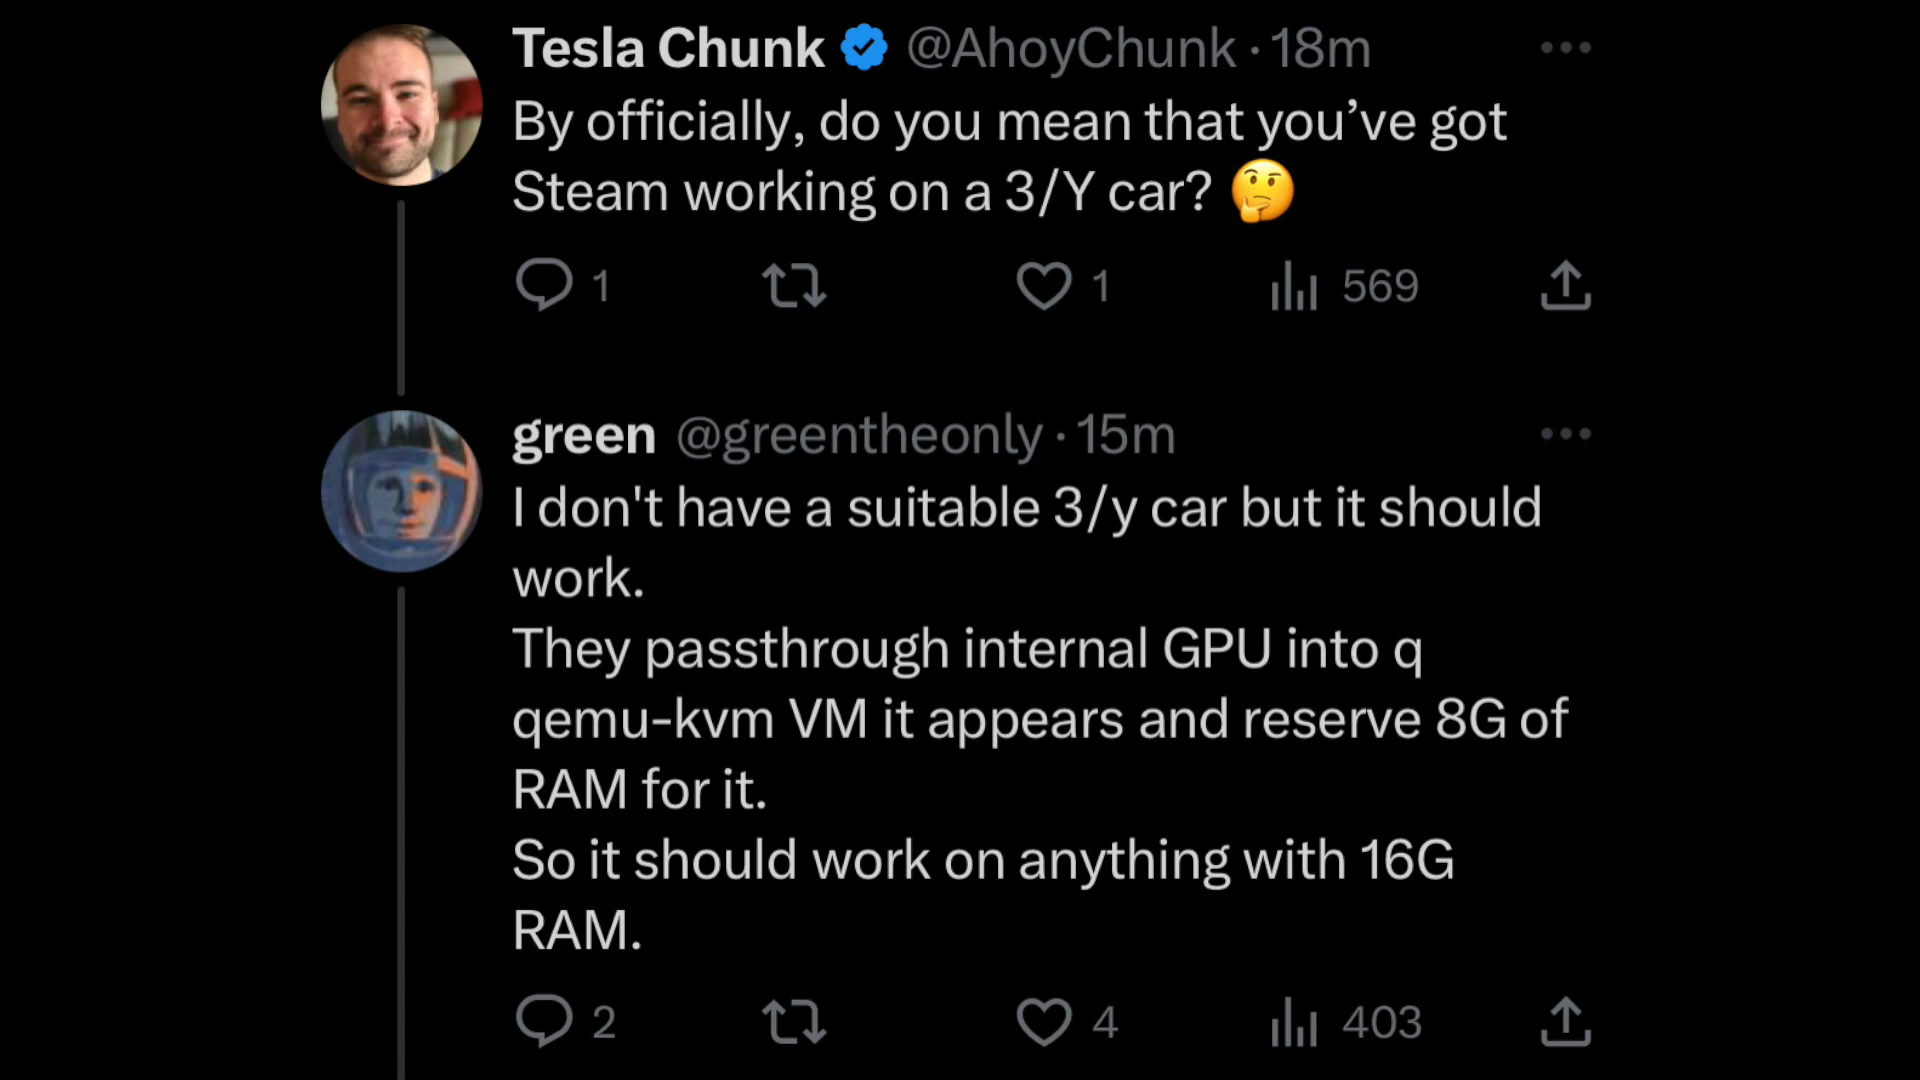 Tesla Chunk @AhoyChunk · 18m
By officially, do you mean that you’ve got
Steam working on a 3/Y car? 🤔
1 1 569
green @greentheonly · 15m
I don't have a suitable 3/y car but it should
work.
They passthrough internal GPU into q
qemu-kvm VM it appears and reserve 8G of
RAM for it.
So it should work on anything with 16G
RAM.
2 4 403